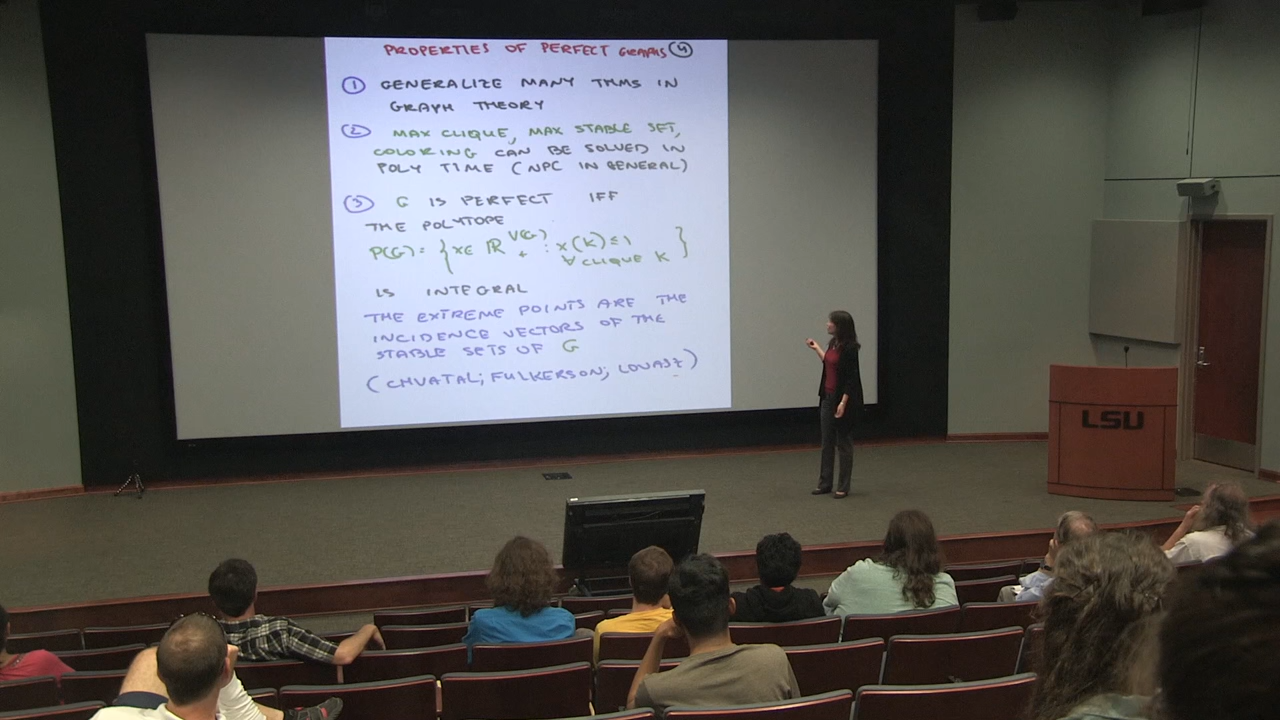 PROPERTIES OF PERFECT GRAPHS 4
1 GENERALIZE MANY THMS IN
GRAPH THEORY
2 MAX CLIQUE, MAX STABLE SET,
COLORING CAN BE SOLVED IN
POLY TIME (NPC IN GENERAL)
3 G IS PERFECT IFF
THE POLYTOPE
P(G) = { x ∈ ℝ₊^V(G) : x(K) ≤ 1
∀ CLIQUE K }
IS INTEGRAL
THE EXTREME POINTS ARE THE
INCIDENCE VECTORS OF THE
STABLE SETS OF G
(CHVATAL; FULKERSON; LOVASZ)
LSU